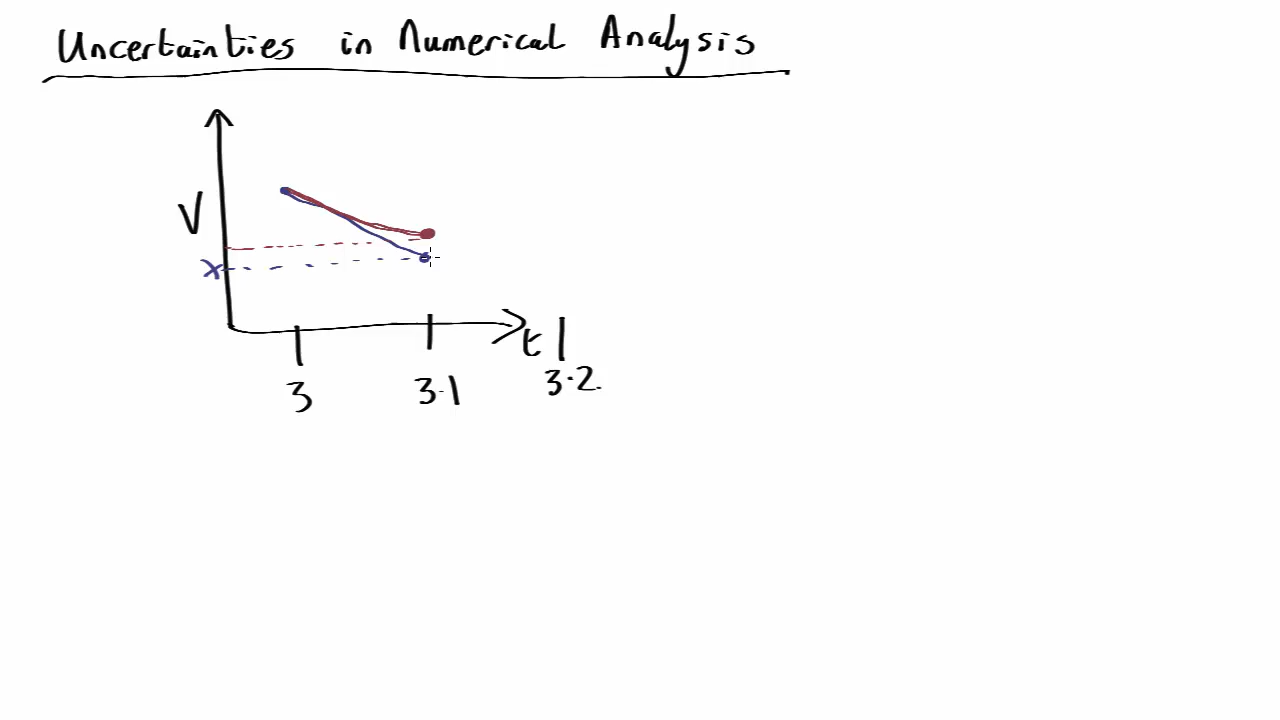 Uncertainties in Numerical Analysis
V
x
t
3
3.1
3.2